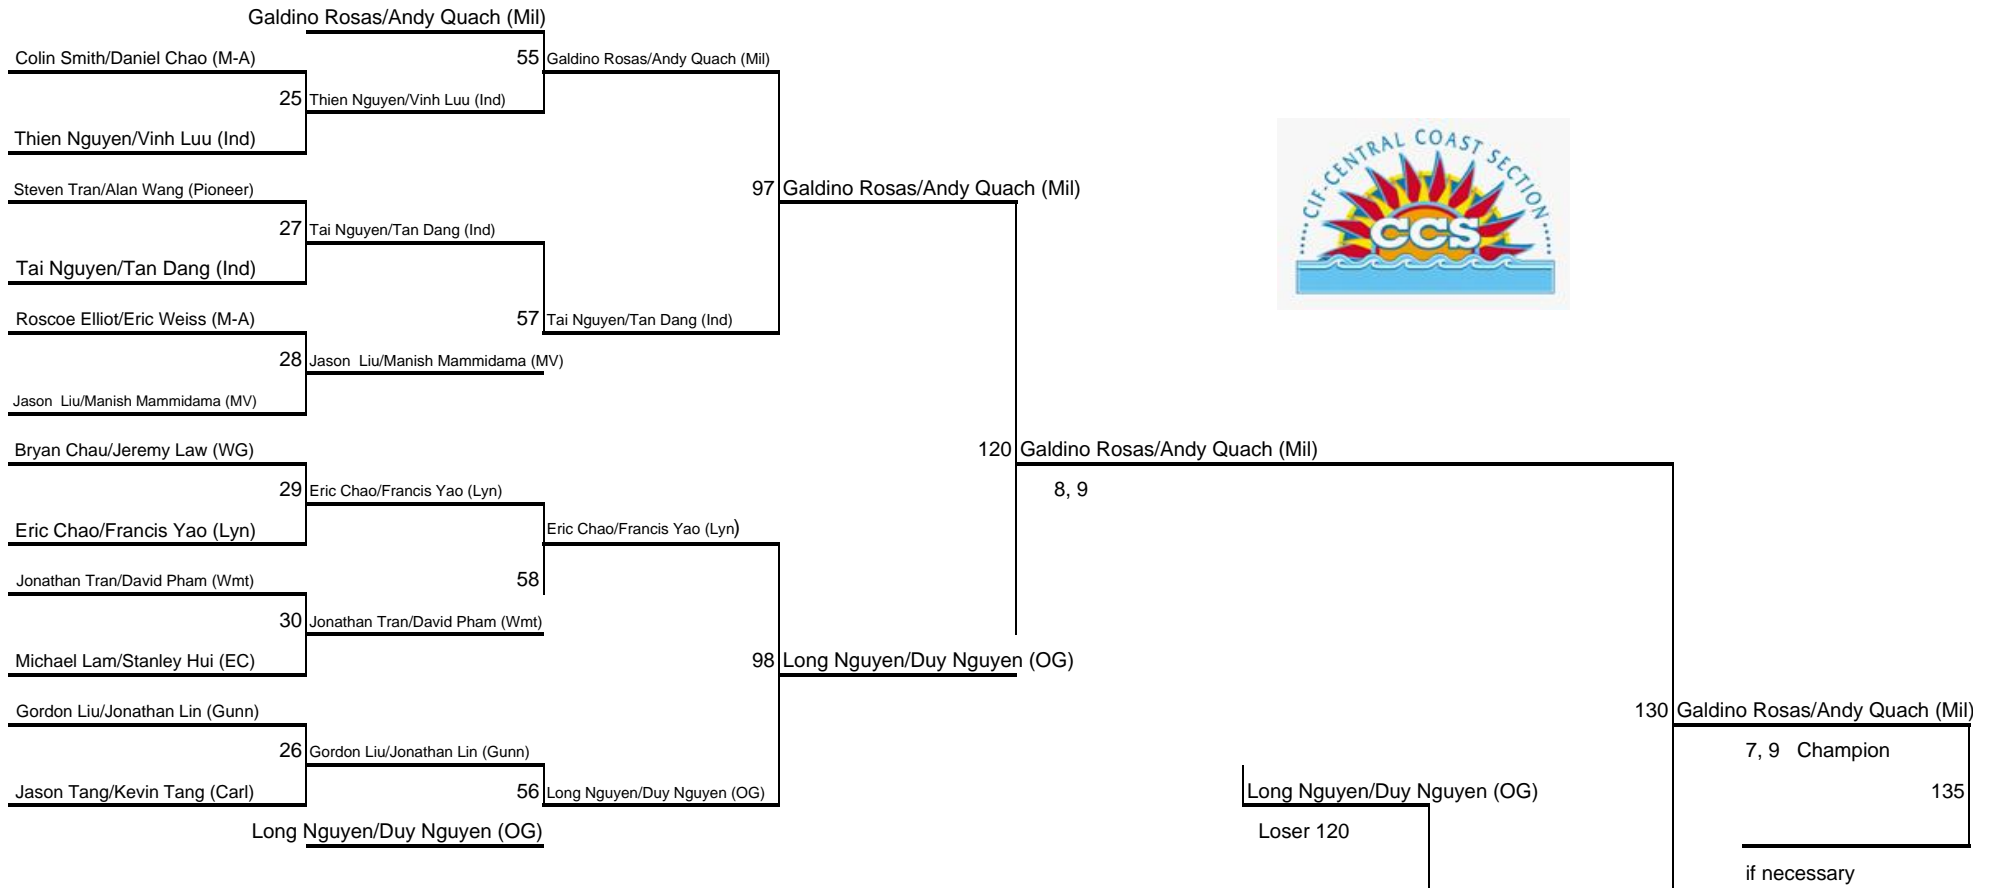 Galdino Rosas/Andy Quach (Mil)
Colin Smith/Daniel Chao (M-A)
55 Galdino Rosas/Andy Quach (Mil)
25 Thien Nguyen/Vinh Luu (Ind)
CIF-CENTRAL COAST SECTION
Thien Nguyen/Vinh Luu (Ind)
Steven Tran/Alan Wang (Pioneer)
97 Galdino Rosas/Andy Quach (Mil)
27 Tai Nguyen/Tan Dang (Ind)
CCS
Tai Nguyen/Tan Dang (Ind)
Roscoe Elliot/Eric Weiss (M-A)
57 Tai Nguyen/Tan Dang (Ind)
28 Jason  Liu/Manish Mammidama (MV)
Jason  Liu/Manish Mammidama (MV)
Bryan Chau/Jeremy Law (WG)
120 Galdino Rosas/Andy Quach (Mil)
29 Eric Chao/Francis Yao (Lyn)
8, 9
Eric Chao/Francis Yao (Lyn)
Eric Chao/Francis Yao (Lyn)
Jonathan Tran/David Pham (Wmt)
58
30 Jonathan Tran/David Pham (Wmt)
Michael Lam/Stanley Hui (EC)
98 Long Nguyen/Duy Nguyen (OG)
Gordon Liu/Jonathan Lin (Gunn)
130 Galdino Rosas/Andy Quach (Mil)
26 Gordon Liu/Jonathan Lin (Gunn)
7, 9 Champion
Jason Tang/Kevin Tang (Carl)
56 Long Nguyen/Duy Nguyen (OG)
Long Nguyen/Duy Nguyen (OG)
135
Long Nguyen/Duy Nguyen (OG)
Loser 120
if necessary